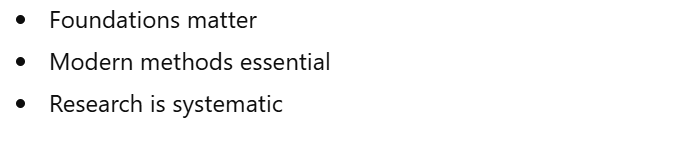 • Foundations matter
• Modern methods essential
• Research is systematic